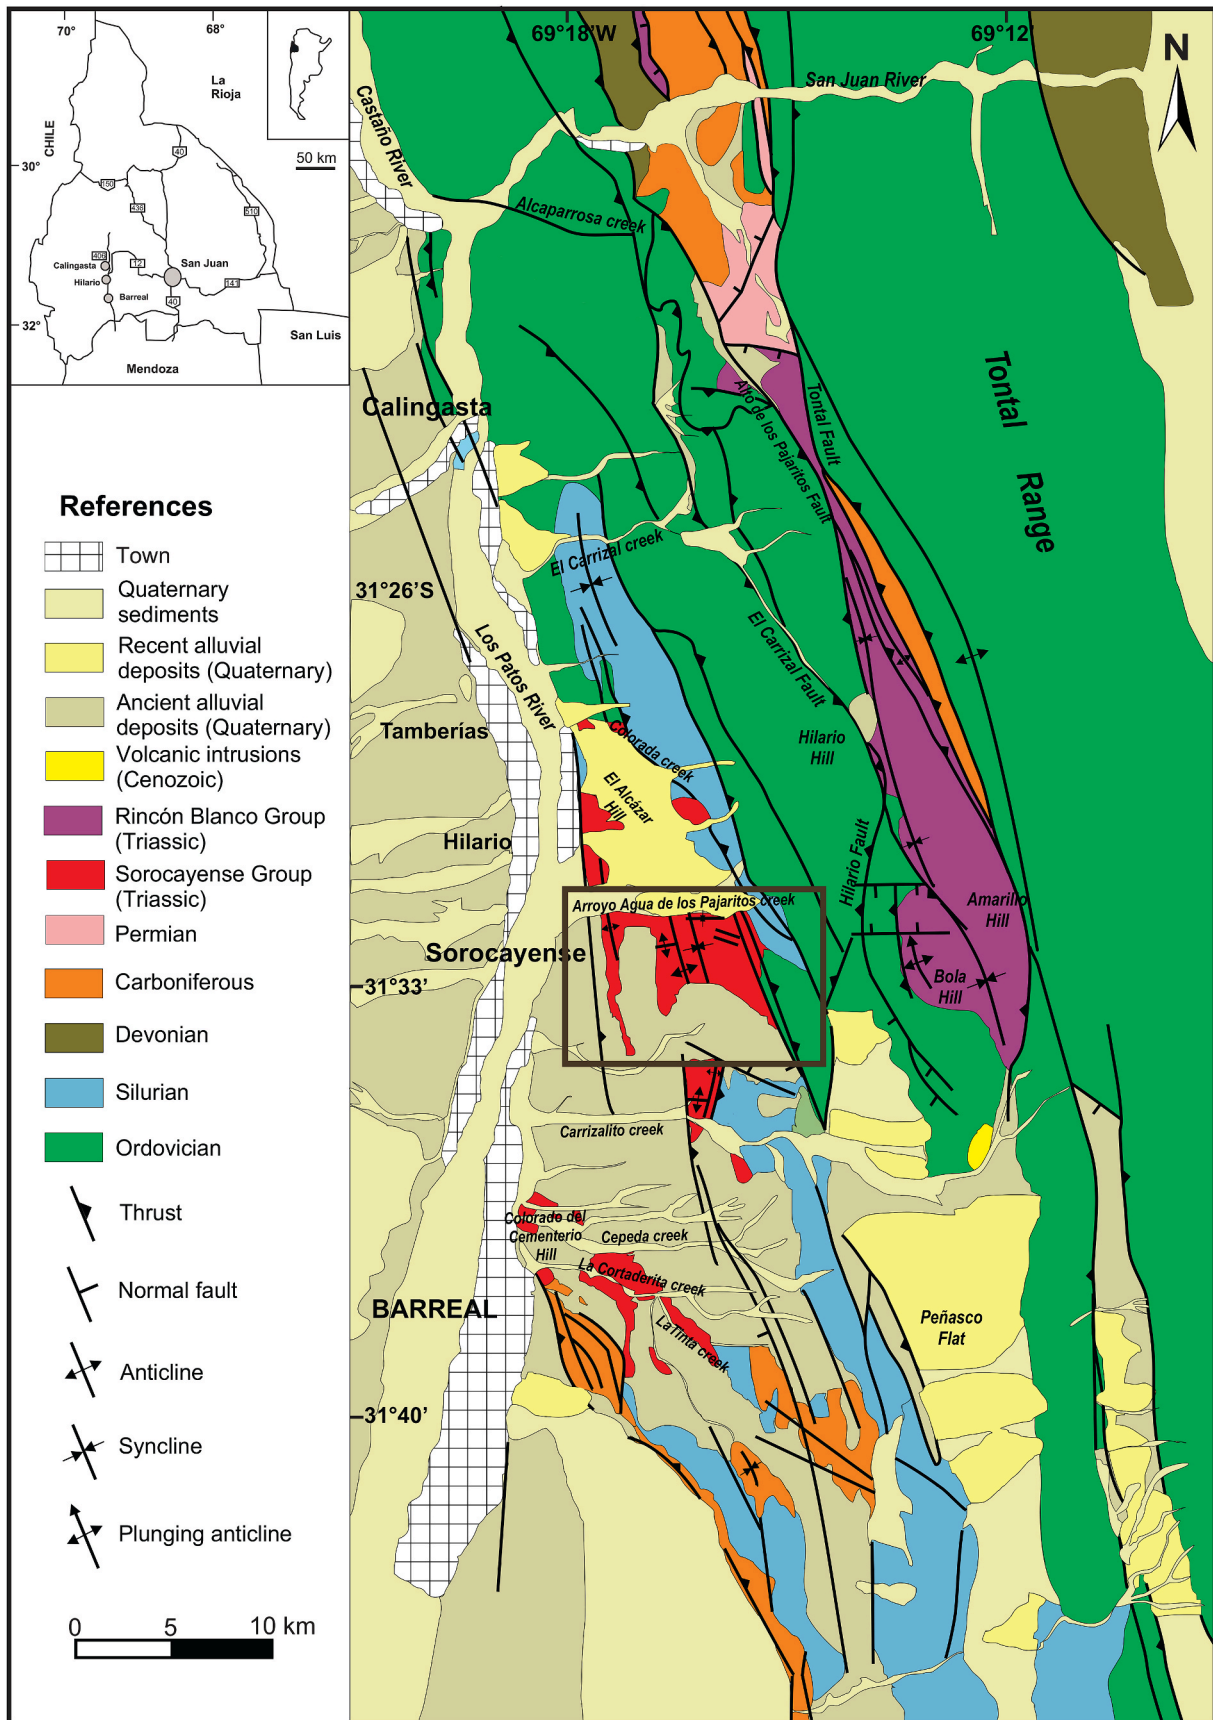 70°
68°
La
Rioja
CHILE
50 km
30°
40
150
436
510
406
Calingasta
12
San Juan
Hilario
141
Barreal
40
32°
San Luis
Mendoza
69°18'W
69°12'
N
San Juan River
Castaño River
Alcaparrosa creek
Tontal
Range
Calingasta
Alto de los Pajaritos Fault
Tontal Fault
El Carrizal creek
31°26'S
Los Patos River
El Carrizal Fault
Tamberías
Colorada creek
Hilario
Hill
El Alcázar
Hill
Hilario
Hilario Fault
Arroyo Agua de los Pajaritos creek
Amarillo
Hill
Sorocayense
Bola
Hill
31°33'
Carrizalito creek
Colorado del
Cementerio
Hill
Cepeda creek
La Cortaderita creek
BARREAL
La Tinta creek
Peñasco
Flat
31°40'
References
Town
Quaternary
sediments
Recent alluvial
deposits (Quaternary)
Ancient alluvial
deposits (Quaternary)
Volcanic intrusions
(Cenozoic)
Rincón Blanco Group
(Triassic)
Sorocayense Group
(Triassic)
Permian
Carboniferous
Devonian
Silurian
Ordovician
Thrust
Normal fault
Anticline
Syncline
Plunging anticline
0 5 10 km